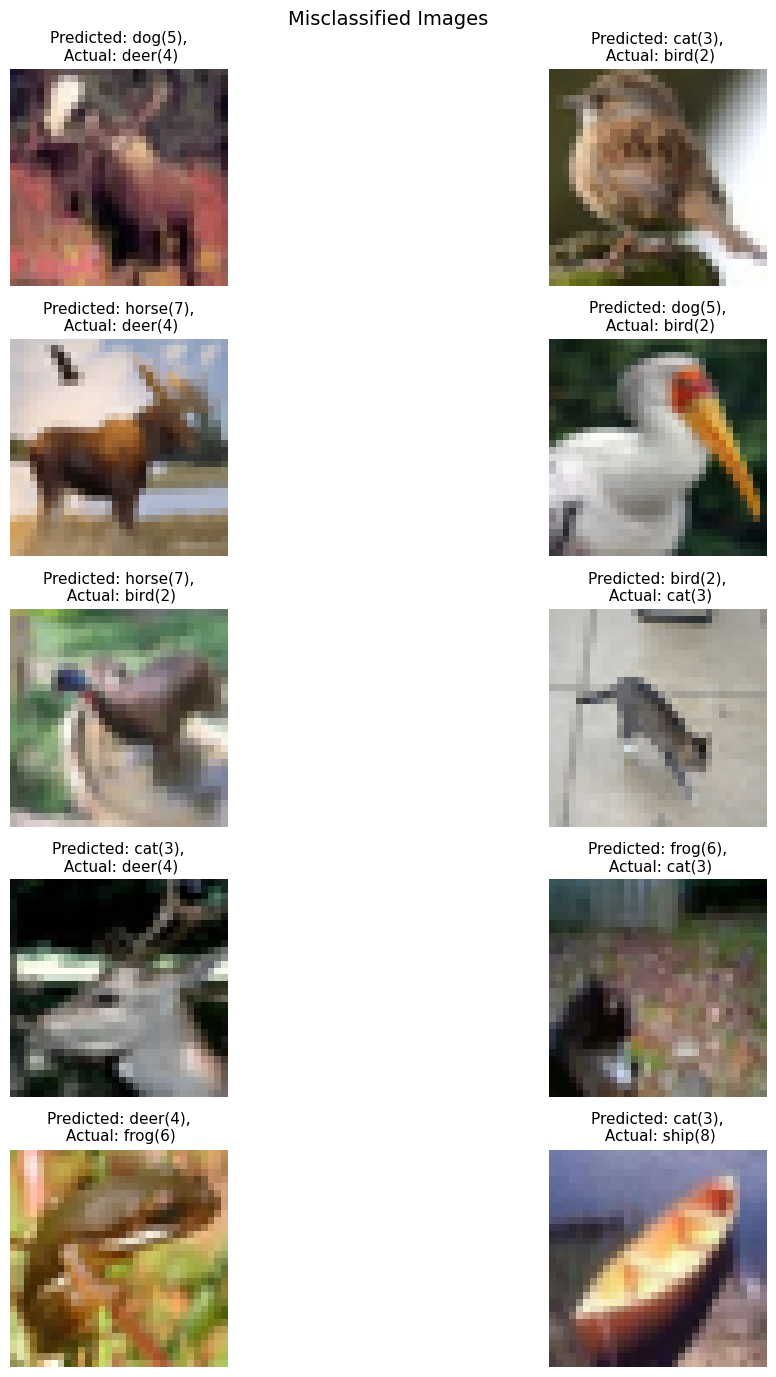 Misclassified Images
Predicted: dog(5),
Actual: deer(4)
Predicted: cat(3),
Actual: bird(2)
Predicted: horse(7),
Actual: deer(4)
Predicted: dog(5),
Actual: bird(2)
Predicted: horse(7),
Actual: bird(2)
Predicted: bird(2),
Actual: cat(3)
Predicted: cat(3),
Actual: deer(4)
Predicted: frog(6),
Actual: cat(3)
Predicted: deer(4),
Actual: frog(6)
Predicted: cat(3),
Actual: ship(8)